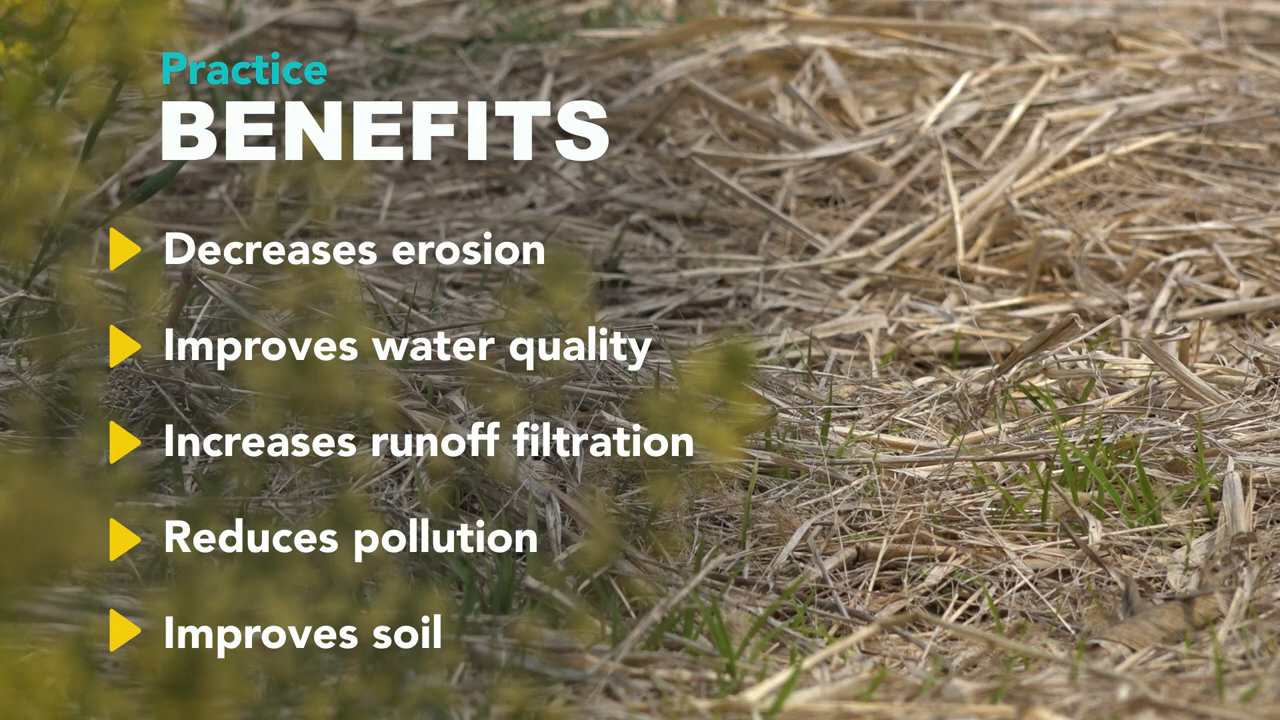 Practice
BENEFITS
Decreases erosion
Improves water quality
Increases runoff filtration
Reduces pollution
Improves soil